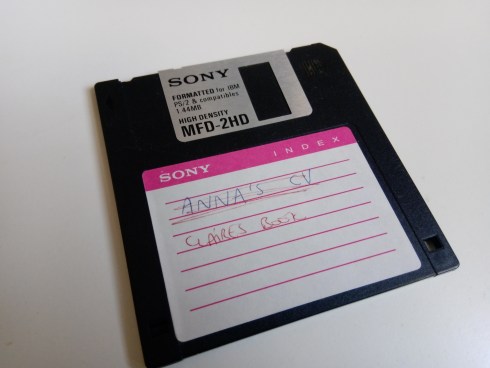 SONY
FORMATTED for IBM
PS/2 & compatibles
1.44MB
HIGH DENSITY
MFD-2HD
SONY INDEX
ANNA'S CV
CLAIRES BOOK